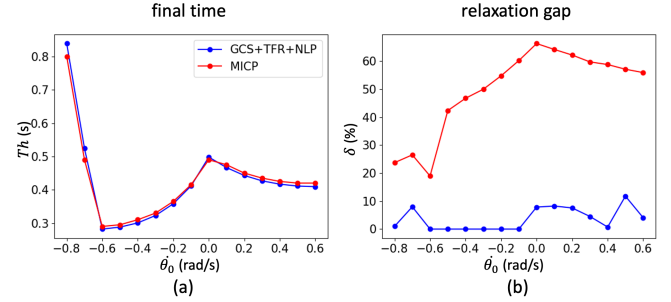 final time
relaxation gap
GCS+TFR+NLP
MICP
Th (s)
0.8
0.7
0.6
0.5
0.4
0.3
−0.8 −0.6 −0.4 −0.2 0.0 0.2 0.4 0.6
θ̇₀ (rad/s)
(a)
δ (%)
60
50
40
30
20
10
0
−0.8 −0.6 −0.4 −0.2 0.0 0.2 0.4 0.6
θ̇₀ (rad/s)
(b)